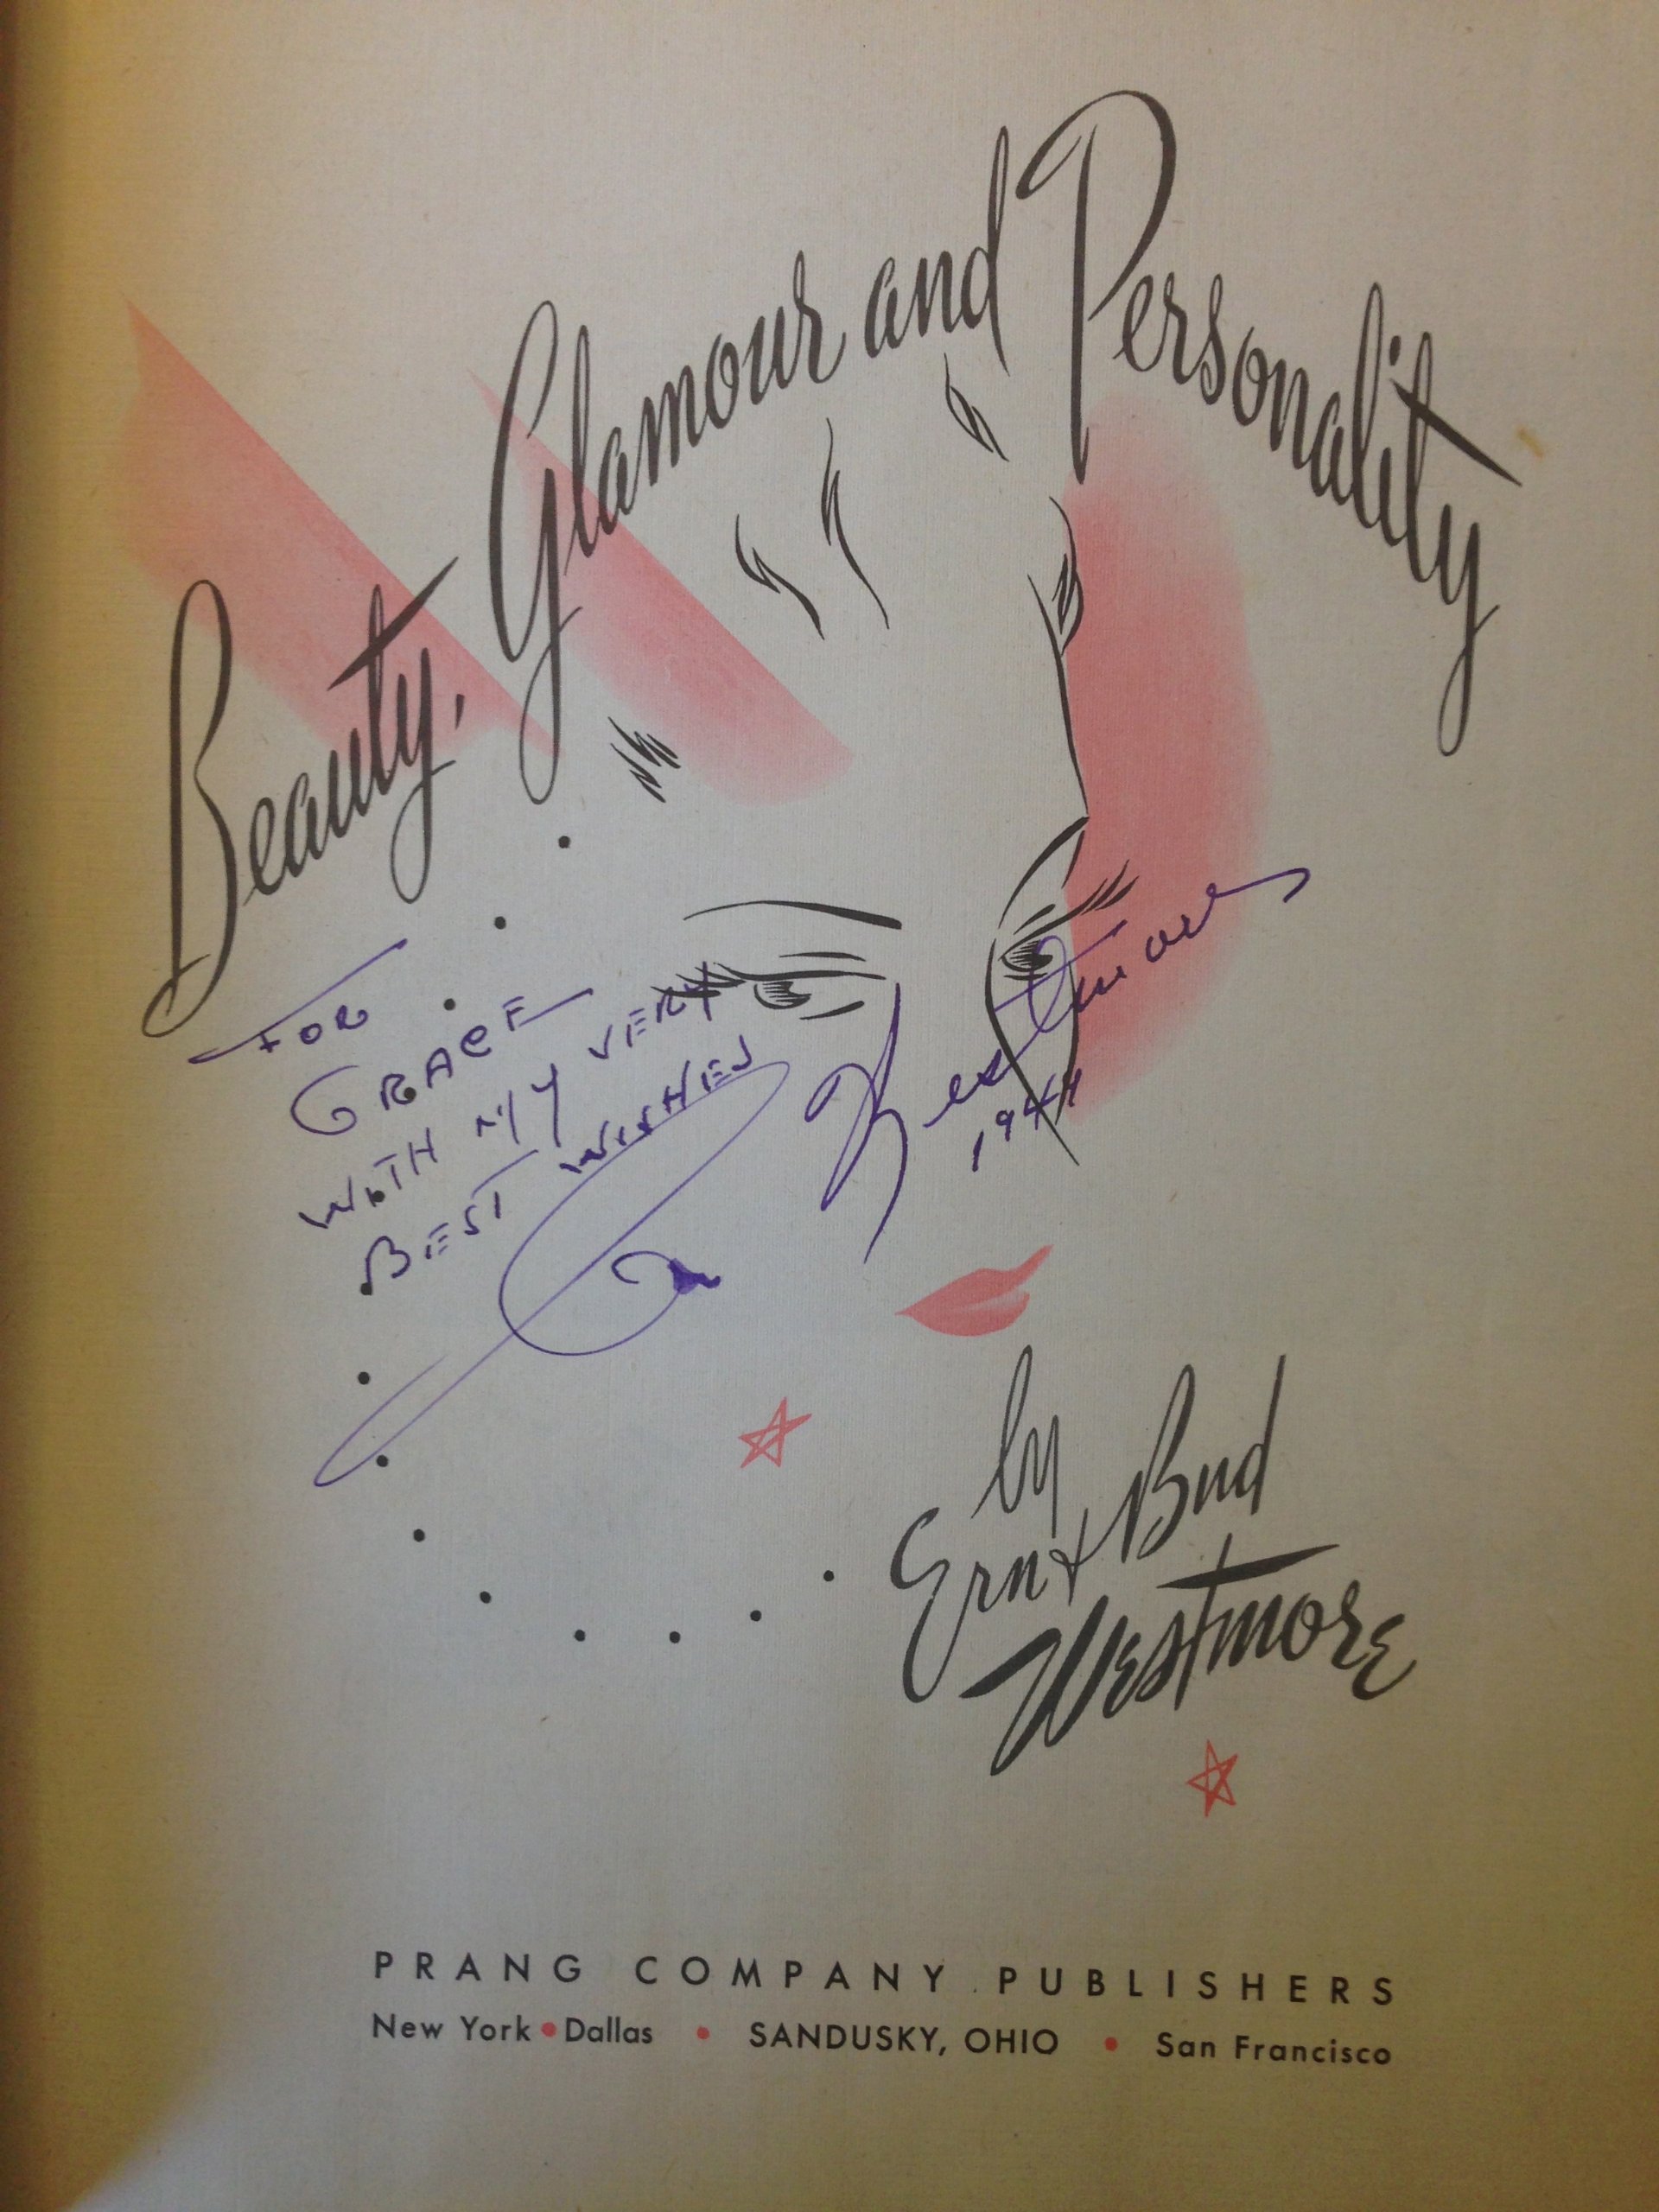 Beauty, Glamour and Personality
FOR
GRACE
WITH MY VERY
BEST WISHES
Westmore
1944
by
Ern & Bud
Westmore
PRANG COMPANY PUBLISHERS
New York • Dallas • SANDUSKY, OHIO • San Francisco